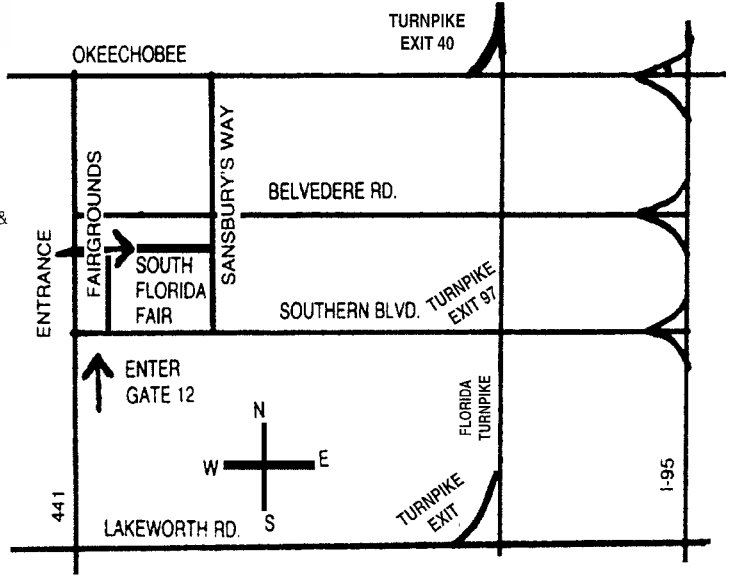 TURNPIKE
EXIT 40
OKEECHOBEE
SANSBURY'S WAY
FAIRGROUNDS
BELVEDERE RD.
&
ENTRANCE
SOUTH
FLORIDA
FAIR
TURNPIKE
EXIT 97
SOUTHERN BLVD.
ENTER
GATE 12
FLORIDA
TURNPIKE
N
W
E
S
I-95
441
TURNPIKE
EXIT
LAKEWORTH RD.